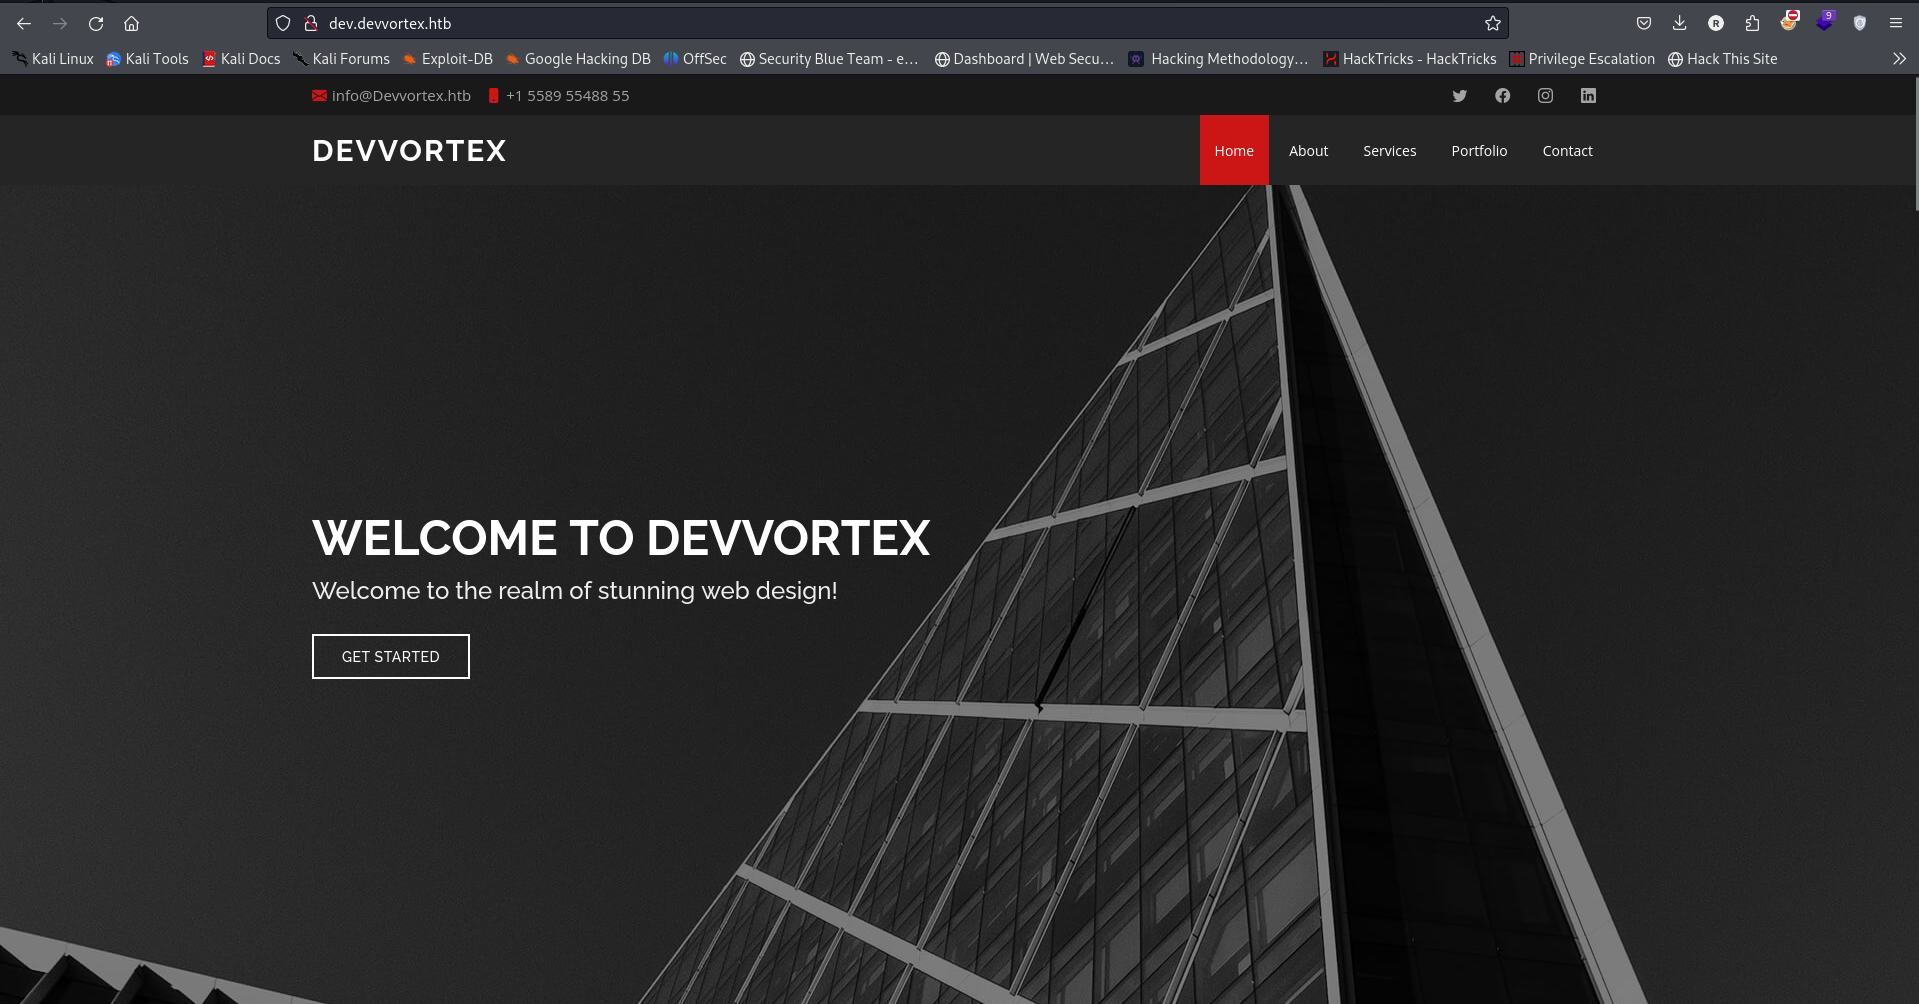 dev.devvortex.htb
9
Kali Linux Kali Tools Kali Docs Kali Forums Exploit-DB Google Hacking DB OffSec Security Blue Team - e… Dashboard | Web Secu… Hacking Methodology… HackTricks - HackTricks Privilege Escalation Hack This Site
info@Devvortex.htb +1 5589 55488 55
DEVVORTEX Home About Services Portfolio Contact
WELCOME TO DEVVORTEX
Welcome to the realm of stunning web design!
GET STARTED